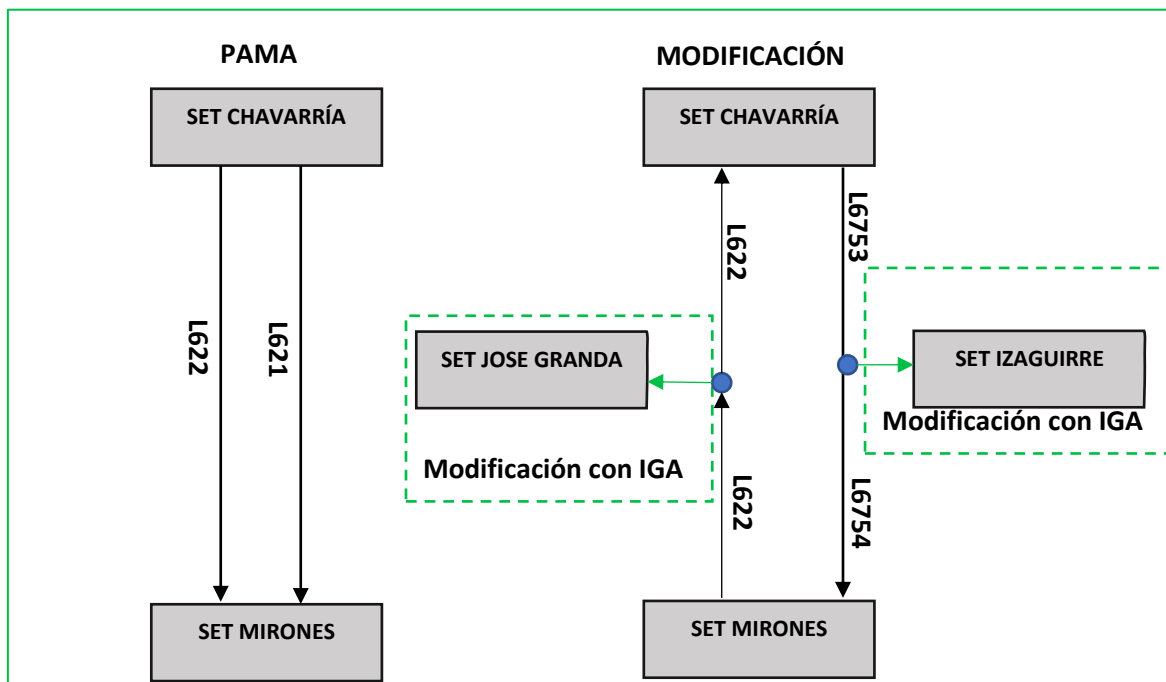 PAMA
SET CHAVARRÍA
L622
L621
SET MIRONES
MODIFICACIÓN
SET CHAVARRÍA
L622
L6753
SET JOSE GRANDA
Modificación con IGA
SET IZAGUIRRE
Modificación con IGA
L622
L6754
SET MIRONES